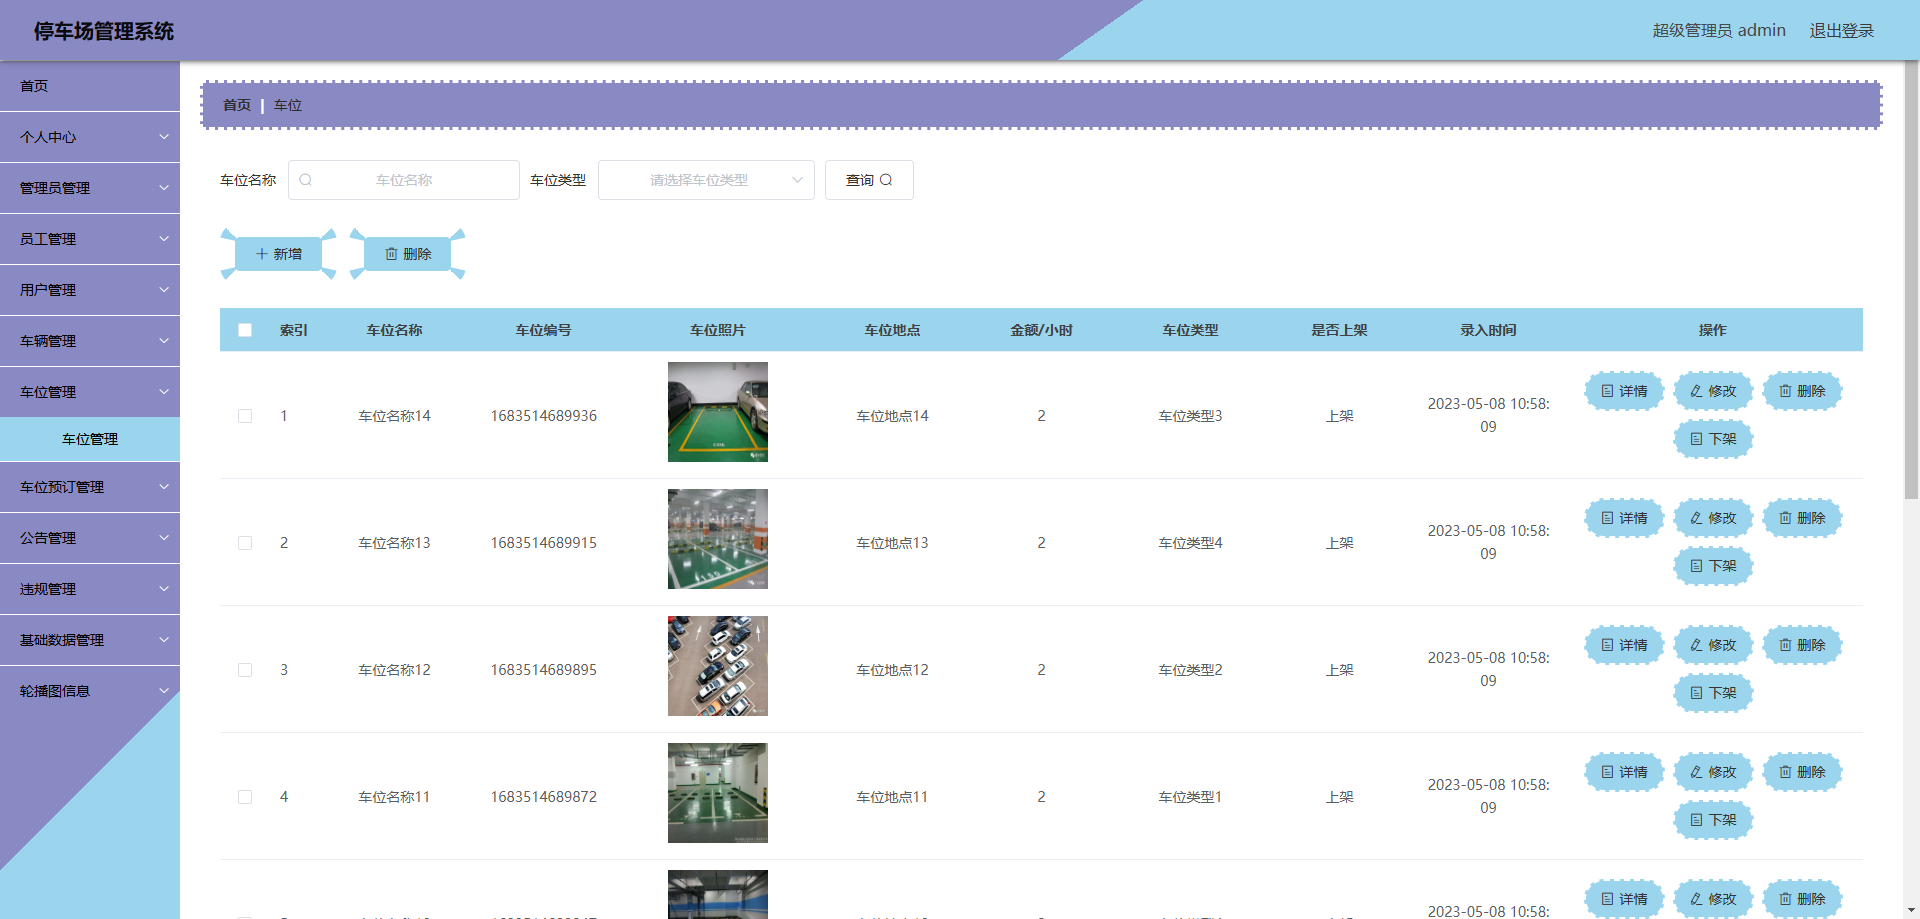 停车场管理系统
超级管理员 admin
退出登录
首页
个人中心
管理员管理
员工管理
用户管理
车辆管理
车位管理
车位管理
车位预订管理
公告管理
违规管理
基础数据管理
轮播图信息
首页 | 车位
车位名称 车位名称 车位类型 请选择车位类型 查询
新增 删除
索引 车位名称 车位编号 车位照片 车位地点 金额/小时 车位类型 是否上架 录入时间 操作
1 车位名称14 1683514689936 车位地点14 2 车位类型3 上架 2023-05-08 10:58:
09
详情 修改 删除
下架
2 车位名称13 1683514689915 车位地点13 2 车位类型4 上架 2023-05-08 10:58:
09
详情 修改 删除
下架
3 车位名称12 1683514689895 车位地点12 2 车位类型2 上架 2023-05-08 10:58:
09
详情 修改 删除
下架
4 车位名称11 1683514689872 车位地点11 2 车位类型1 上架 2023-05-08 10:58:
09
详情 修改 删除
下架
2023-05-08 10:58:
详情 修改 删除